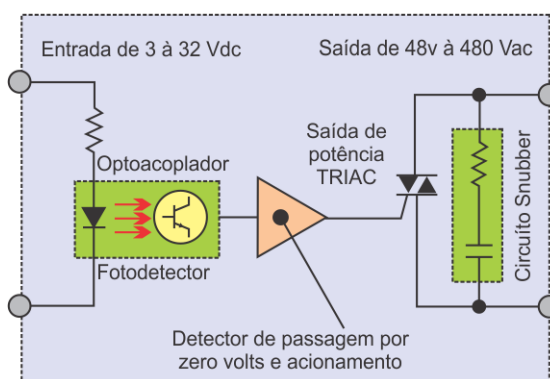 Entrada de 3 à 32 Vdc
Saída de 48v à 480 Vac
Saída de
potência
TRIAC
Optoacoplador
Fotodetector
Circuíto Snubber
Detector de passagem por
zero volts e acionamento